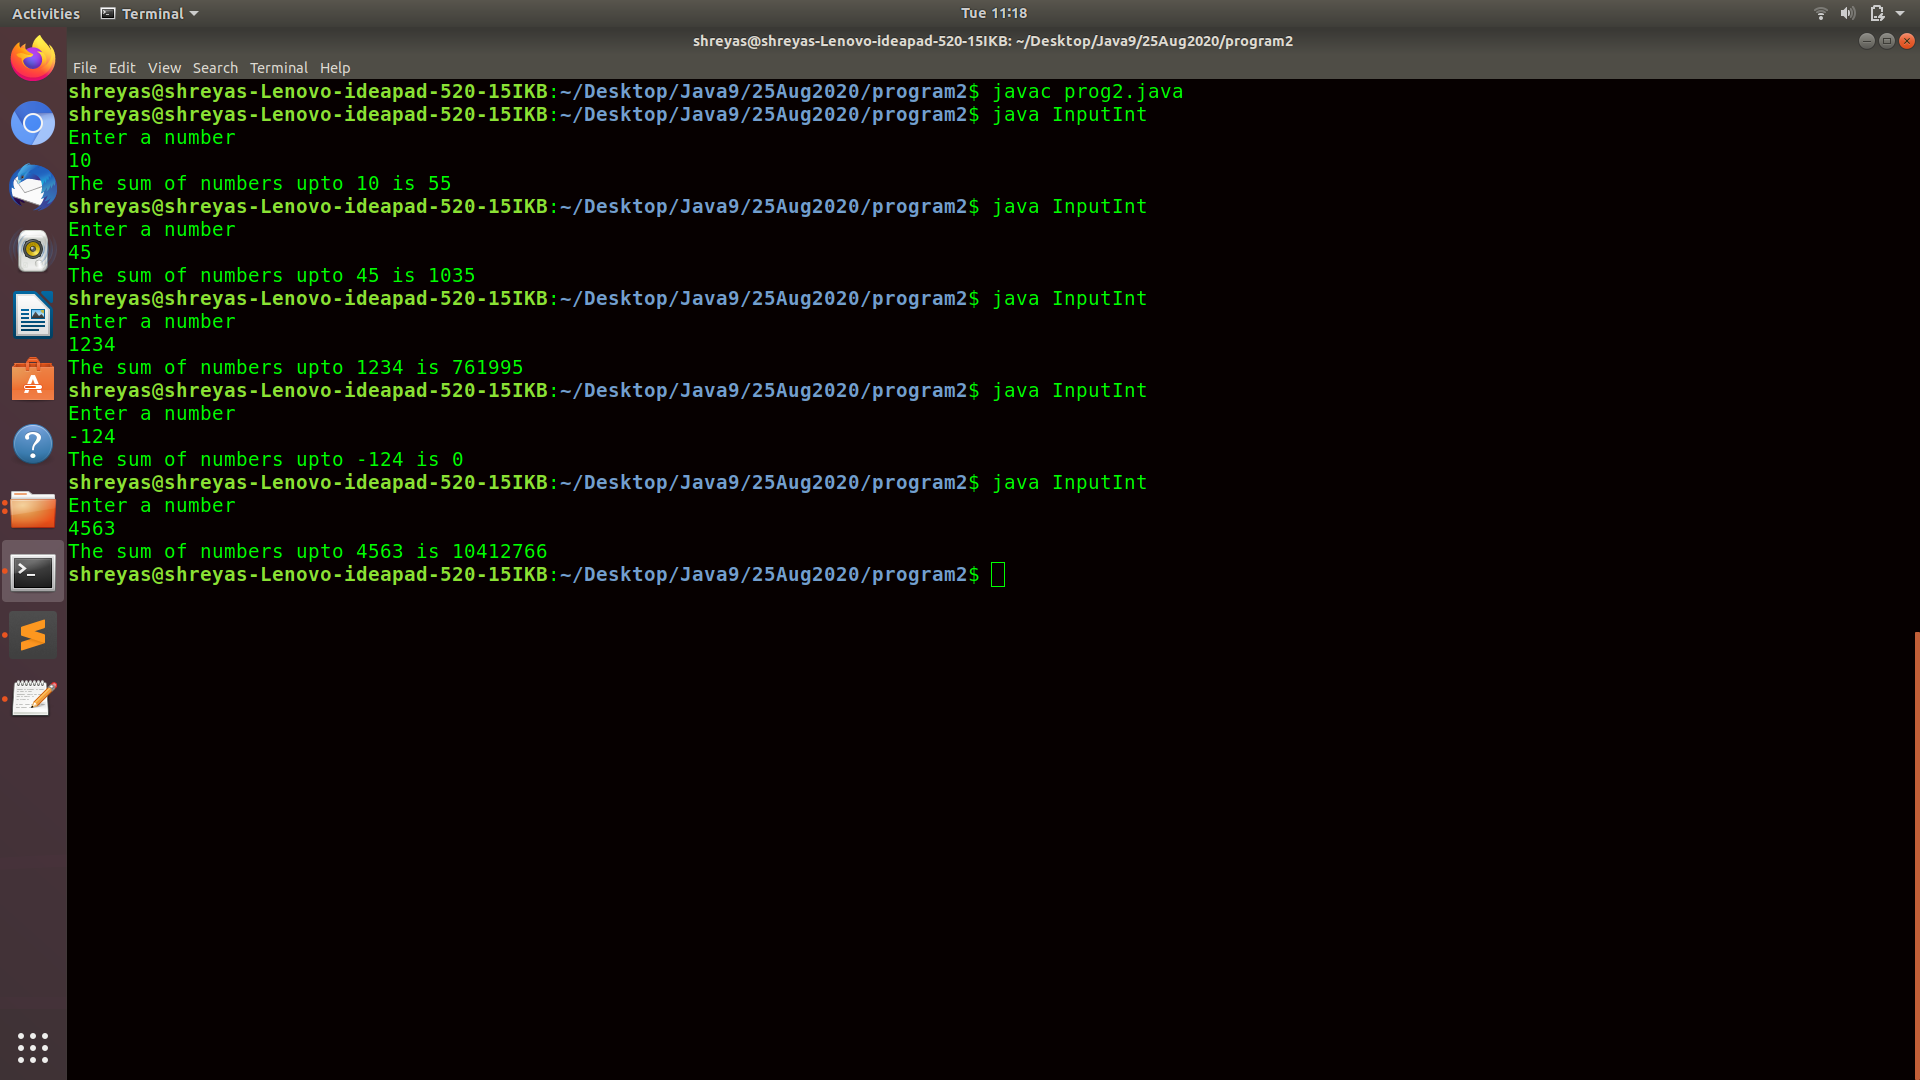 Activities Terminal Tue 11:18
shreyas@shreyas-Lenovo-ideapad-520-15IKB: ~/Desktop/Java9/25Aug2020/program2
File Edit View Search Terminal Help
shreyas@shreyas-Lenovo-ideapad-520-15IKB:~/Desktop/Java9/25Aug2020/program2$ javac prog2.java
shreyas@shreyas-Lenovo-ideapad-520-15IKB:~/Desktop/Java9/25Aug2020/program2$ java InputInt
Enter a number
10
The sum of numbers upto 10 is 55
shreyas@shreyas-Lenovo-ideapad-520-15IKB:~/Desktop/Java9/25Aug2020/program2$ java InputInt
Enter a number
45
The sum of numbers upto 45 is 1035
shreyas@shreyas-Lenovo-ideapad-520-15IKB:~/Desktop/Java9/25Aug2020/program2$ java InputInt
Enter a number
1234
The sum of numbers upto 1234 is 761995
shreyas@shreyas-Lenovo-ideapad-520-15IKB:~/Desktop/Java9/25Aug2020/program2$ java InputInt
Enter a number
-124
The sum of numbers upto -124 is 0
shreyas@shreyas-Lenovo-ideapad-520-15IKB:~/Desktop/Java9/25Aug2020/program2$ java InputInt
Enter a number
4563
The sum of numbers upto 4563 is 10412766
shreyas@shreyas-Lenovo-ideapad-520-15IKB:~/Desktop/Java9/25Aug2020/program2$